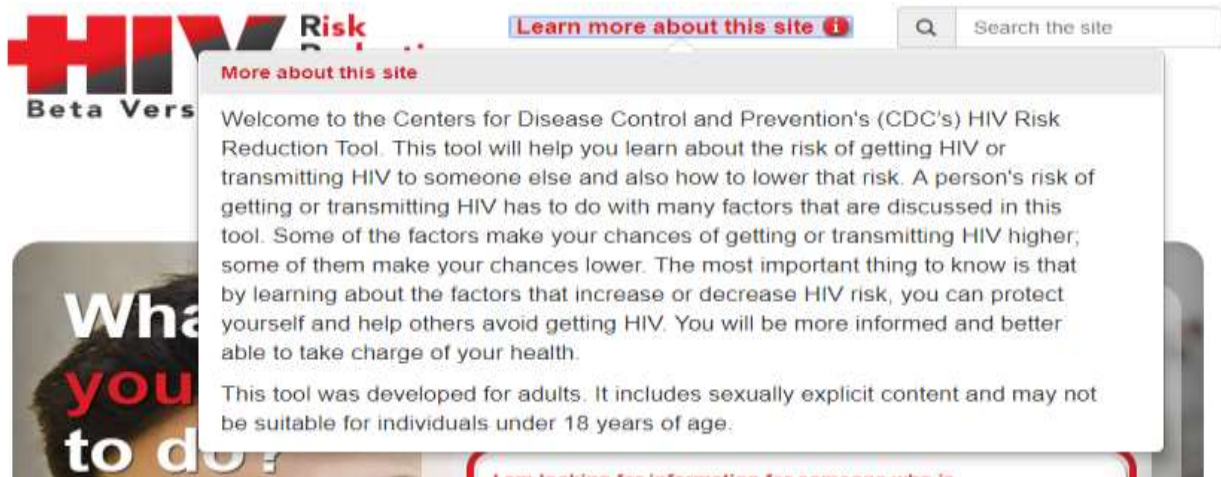 HIV Risk
Learn more about this site
Search the site
Beta Vers
More about this site
Welcome to the Centers for Disease Control and Prevention's (CDC's) HIV Risk
Reduction Tool. This tool will help you learn about the risk of getting HIV or
transmitting HIV to someone else and also how to lower that risk. A person's risk of
getting or transmitting HIV has to do with many factors that are discussed in this
tool. Some of the factors make your chances of getting or transmitting HIV higher;
some of them make your chances lower. The most important thing to know is that
by learning about the factors that increase or decrease HIV risk, you can protect
yourself and help others avoid getting HIV. You will be more informed and better
able to take charge of your health.
This tool was developed for adults. It includes sexually explicit content and may not
be suitable for individuals under 18 years of age.
Wha
you
to do?